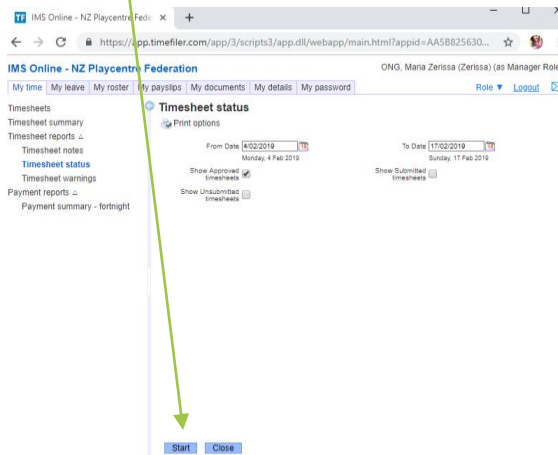 TF IMS Online - NZ Playcentre Fede
https://app.timefiler.com/app/3/scripts3/app.dll/webapp/main.html?appid=AA5B825630...
IMS Online - NZ Playcentre Federation
ONG, Maria Zerissa (Zerissa) (as Manager Role
My time My leave My roster My payslips My documents My details My password
Role ▼ Logout
Timesheets
Timesheet summary
Timesheet reports
Timesheet notes
Timesheet status
Timesheet warnings
Payment reports
Payment summary - fortnight
Timesheet status
Print options
From Date 4/02/2019
Monday, 4 Feb 2019
To Date 17/02/2019
Sunday, 17 Feb 2019
Show Approved
timesheets
Show Submitted
timesheets
Show Unsubmitted
timesheets
Start Close